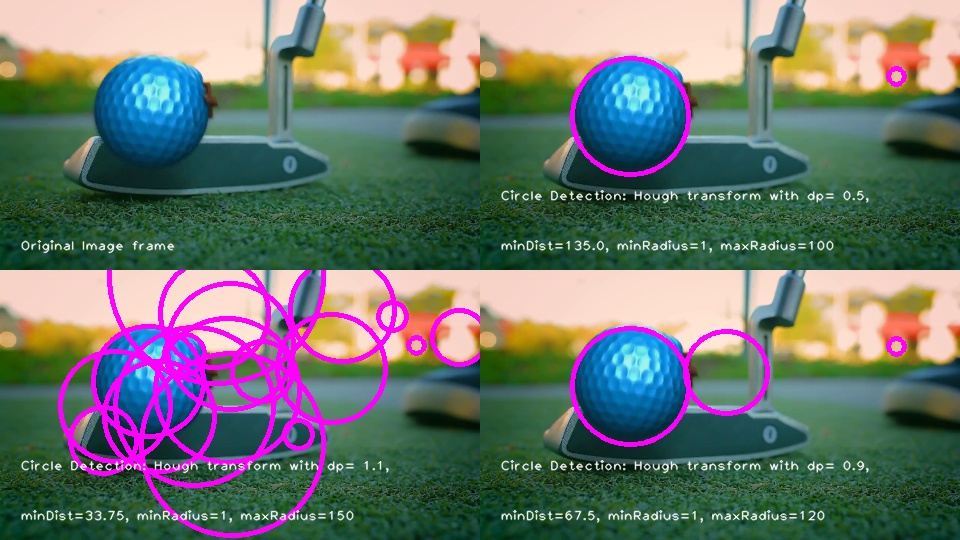 Original Image frame
Circle Detection: Hough transform with dp= 0.5,
minDist=135.0, minRadius=1, maxRadius=100
Circle Detection: Hough transform with dp= 1.1,
minDist=33.75, minRadius=1, maxRadius=150
Circle Detection: Hough transform with dp= 0.9,
minDist=67.5, minRadius=1, maxRadius=120